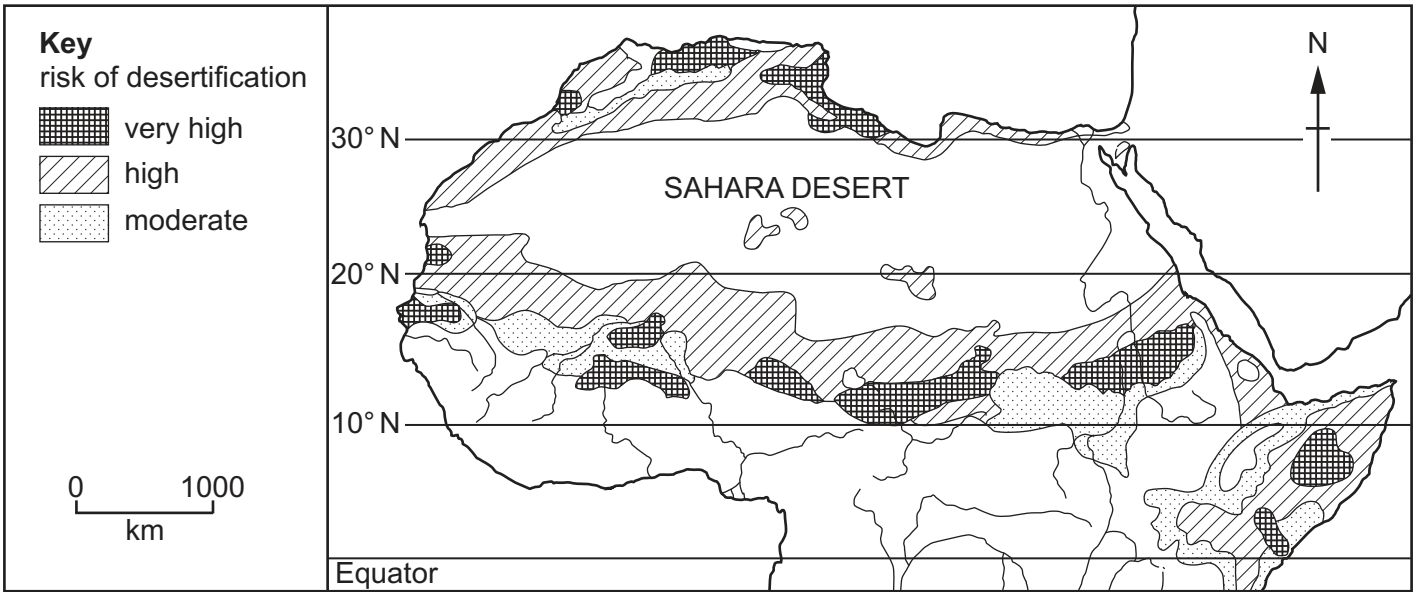 Key
risk of desertification
very high
high
moderate
0 1000
km
N
30° N
SAHARA DESERT
20° N
10° N
Equator